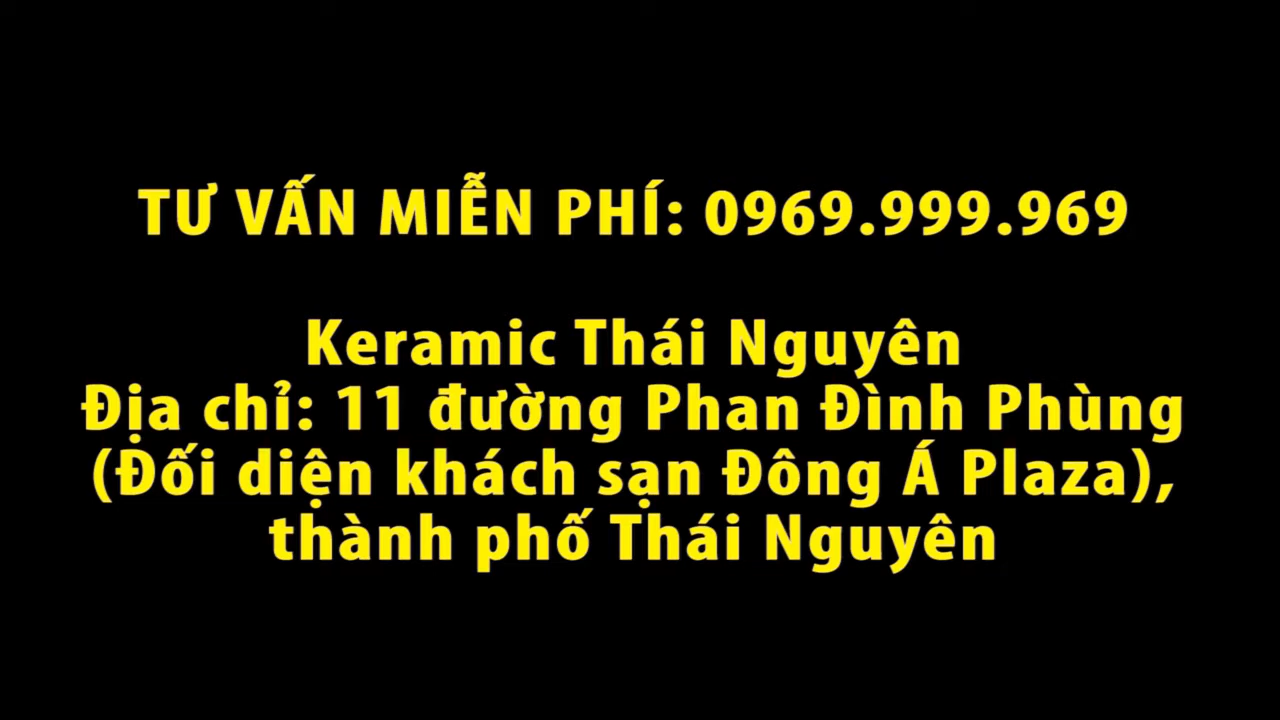 TƯ VẤN MIỄN PHÍ: 0969.999.969
Keramic Thái Nguyên
Địa chỉ: 11 đường Phan Đình Phùng
(Đối diện khách sạn Đông Á Plaza),
thành phố Thái Nguyên